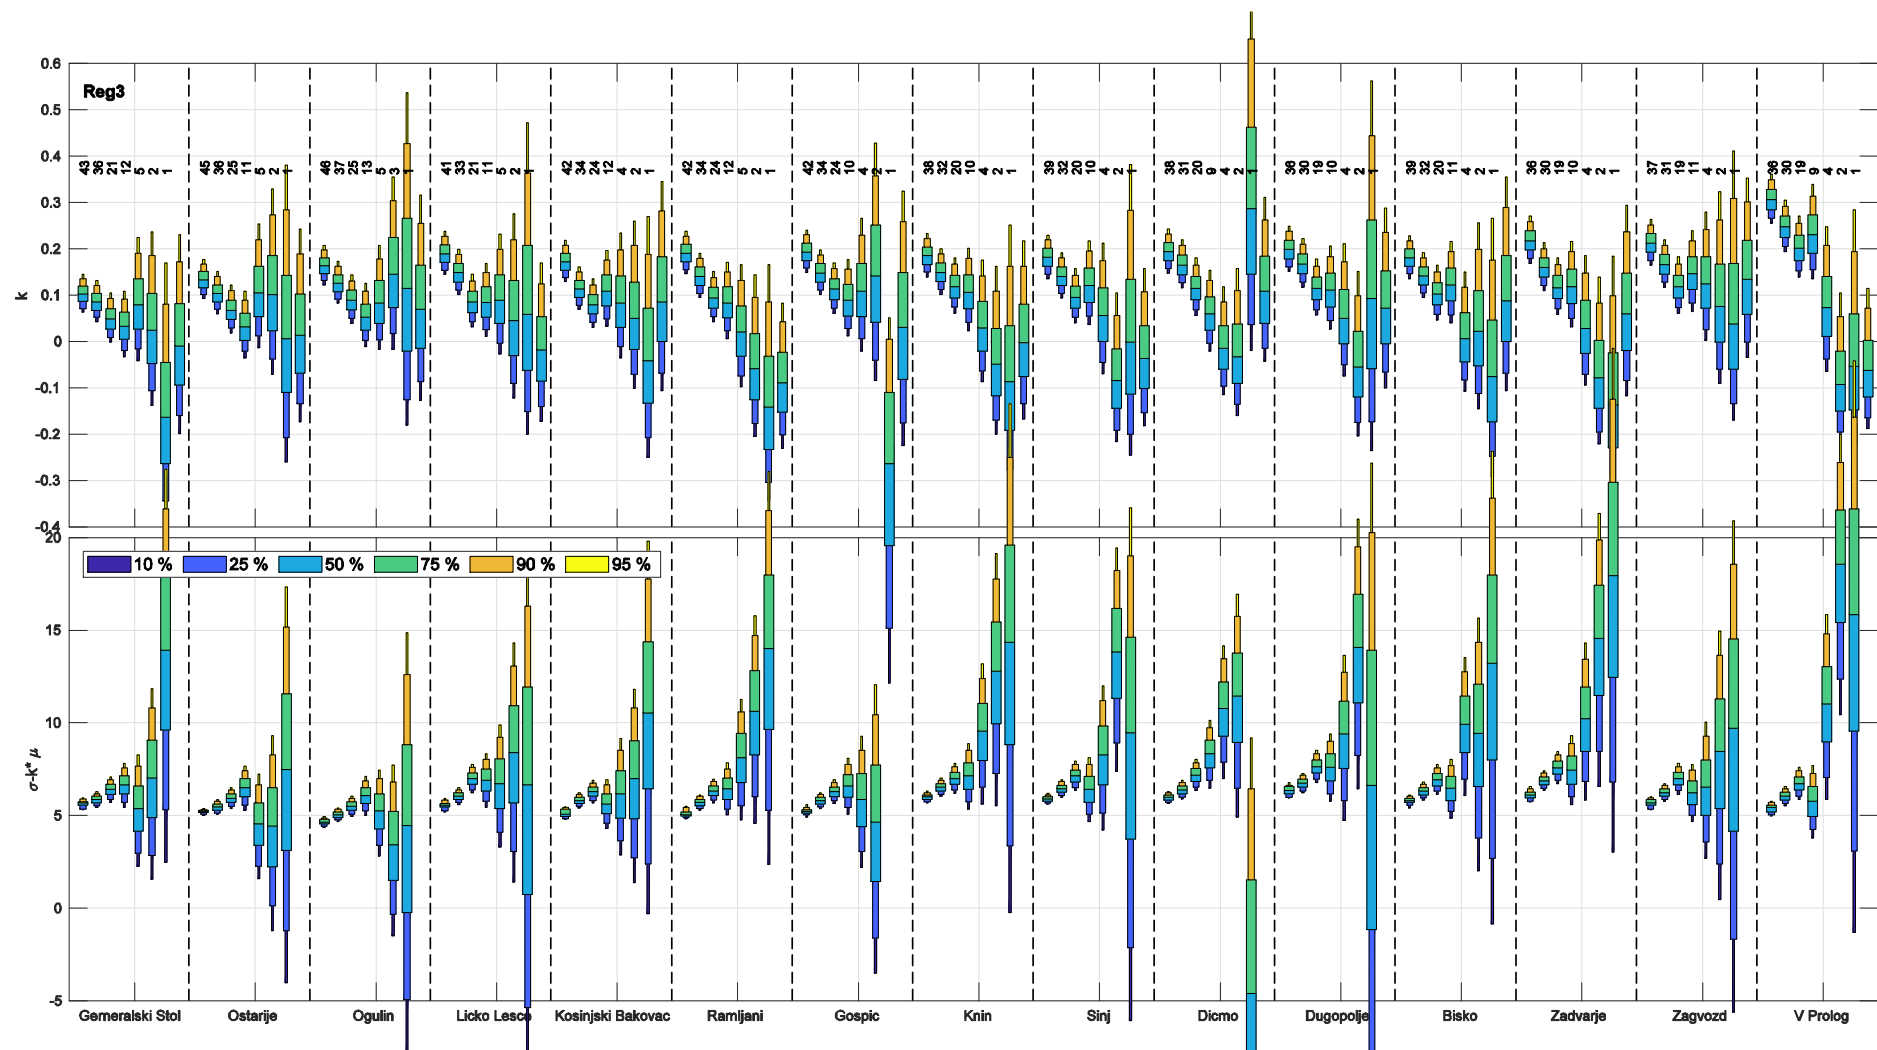 Reg3
0.6
0.5
0.4
0.3
0.2
0.1
0
-0.1
-0.2
-0.3
-0.4
k
43 36 21 12 5 2 1
45 36 25 11 5 2 1
46 37 25 13 5 3 1
41 33 21 11 5 2 1
42 34 24 12 4 2 1
42 34 24 12 5 2 1
42 34 24 10 4 2 1
38 32 20 10 4 2 1
39 32 20 10 4 2 1
38 31 20 9 4 2 1
36 30 19 10 4 2 1
39 32 20 11 4 2 1
36 30 19 10 4 2 1
37 31 19 11 4 2 1
36 30 19 9 4 2 1
20
15
10
5
0
-5
σ-k* μ
10 % 25 % 50 % 75 % 90 % 95 %
Gemeralski Stol Ostarije Ogulin Licko Lesce Kosinjski Bakovac Ramljani Gospic Knin Sinj Dicmo Dugopolje Bisko Zadvarje Zagvozd V Prolog